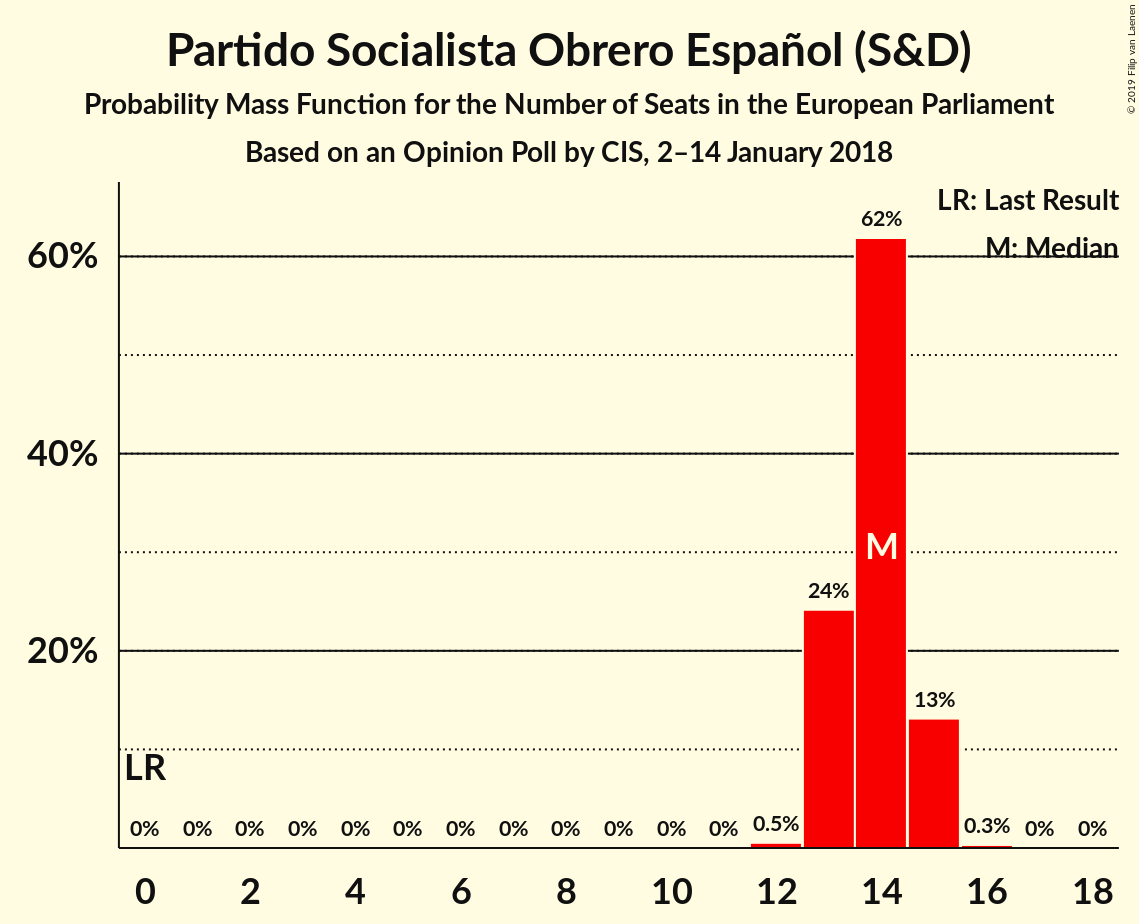 Partido Socialista Obrero Español (S&D)
Probability Mass Function for the Number of Seats in the European Parliament
Based on an Opinion Poll by CIS, 2–14 January 2018
© 2019 Filip van Laenen
LR: Last Result
M: Median
60%
40%
20%
62%
M
24%
13%
LR
0% 0% 0% 0% 0% 0% 0% 0% 0% 0% 0% 0% 0.5% 0.3% 0% 0%
0 2 4 6 8 10 12 14 16 18